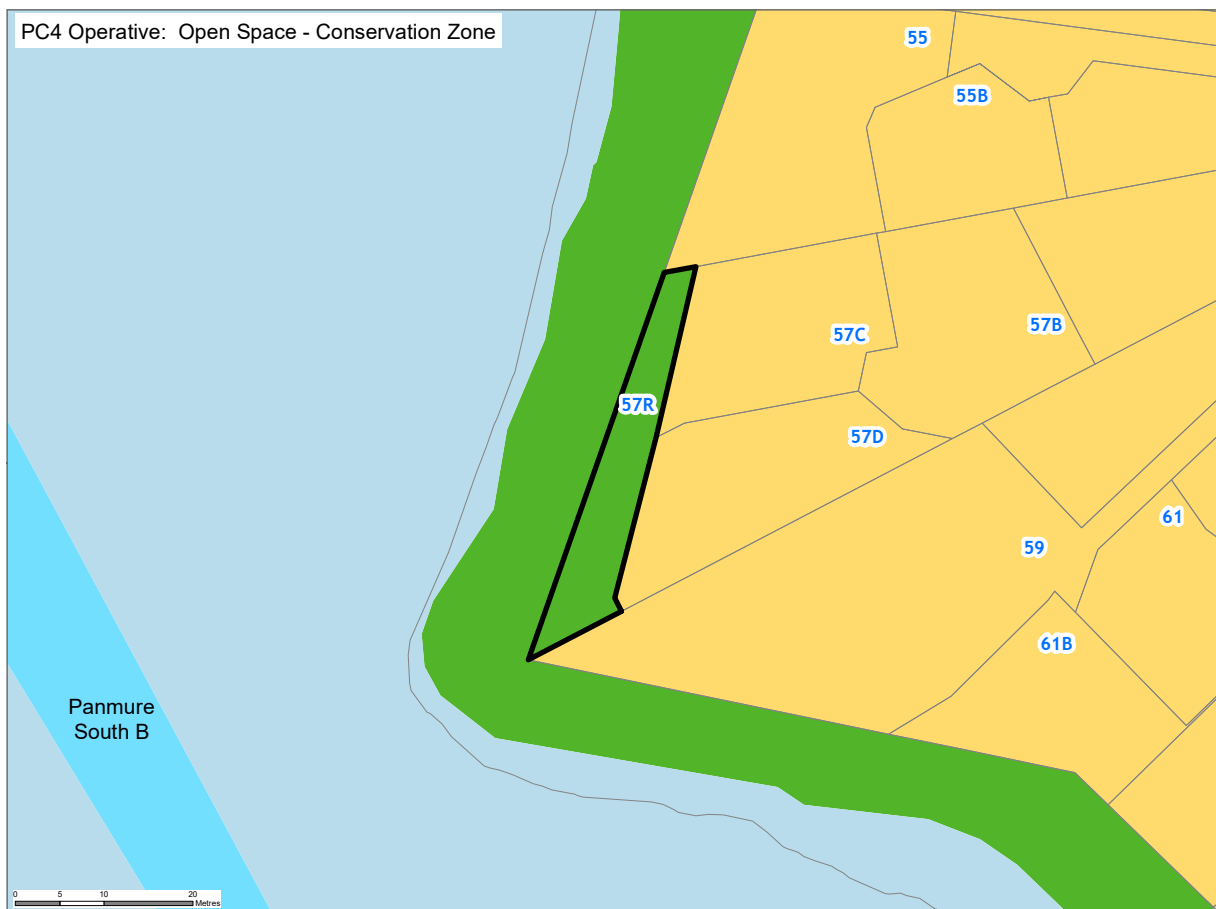 PC4 Operative: Open Space - Conservation Zone
55
55B
57B
57C
57R
57D
61
59
61B
Panmure
South B
0 5 10 20
Metres